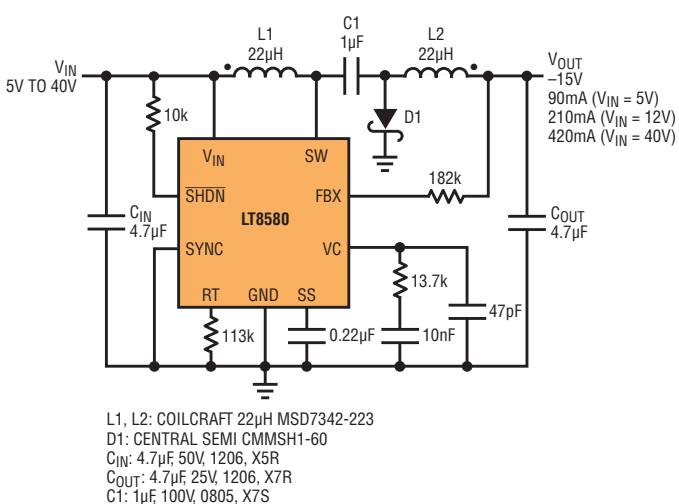 L1
22µH
C1
1µF
L2
22µH
VIN
5V TO 40V
VOUT
–15V
90mA (VIN = 5V)
210mA (VIN = 12V)
420mA (VIN = 40V)
10k
D1
VIN
SW
182k
SHDN
FBX
LT8580
CIN
4.7µF
COUT
4.7µF
SYNC
VC
13.7k
RT
GND
SS
47pF
113k
0.22µF
10nF
L1, L2: COILCRAFT 22µH MSD7342-223
D1: CENTRAL SEMI CMMSH1-60
CIN: 4.7µF, 50V, 1206, X5R
COUT: 4.7µF, 25V, 1206, X7R
C1: 1µF, 100V, 0805, X7S